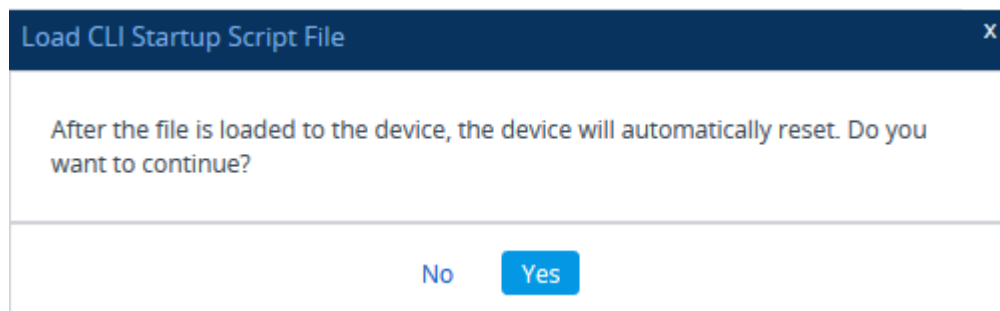 Load CLI Startup Script File
x
After the file is loaded to the device, the device will automatically reset. Do you
want to continue?
No
Yes